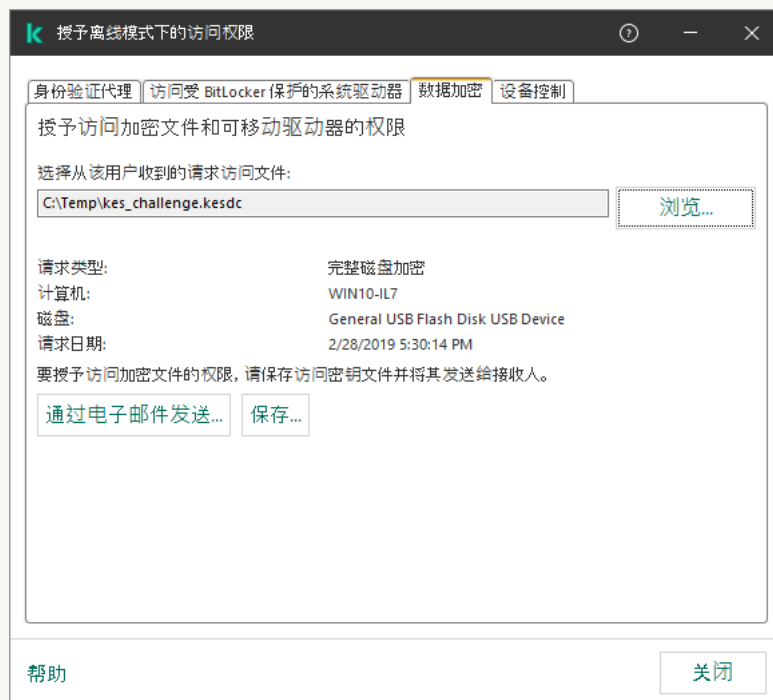 授予离线模式下的访问权限
身份验证代理 访问受 BitLocker 保护的系统驱动器 数据加密 设备控制
授予访问加密文件和可移动驱动器的权限
选择从该用户收到的请求访问文件:
C:\Temp\kes_challenge.kesdc 浏览...
请求类型: 完整磁盘加密
计算机: WIN10-IL7
磁盘: General USB Flash Disk USB Device
请求日期: 2/28/2019 5:30:14 PM
要授予访问加密文件的权限, 请保存访问密钥文件并将其发送给接收人。
通过电子邮件发送... 保存...
帮助 关闭